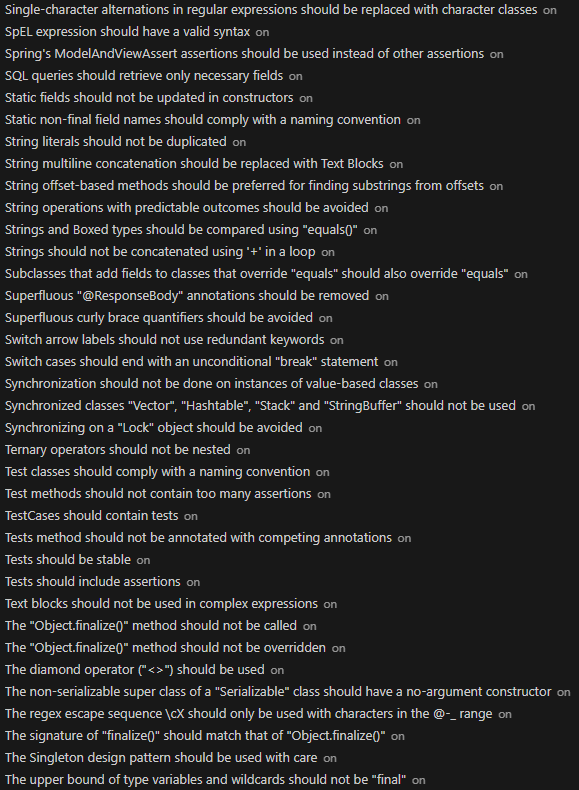 Single-character alternations in regular expressions should be replaced with character classes on
SpEL expression should have a valid syntax on
Spring's ModelAndViewAssert assertions should be used instead of other assertions on
SQL queries should retrieve only necessary fields on
Static fields should not be updated in constructors on
Static non-final field names should comply with a naming convention on
String literals should not be duplicated on
String multiline concatenation should be replaced with Text Blocks on
String offset-based methods should be preferred for finding substrings from offsets on
String operations with predictable outcomes should be avoided on
Strings and Boxed types should be compared using "equals()" on
Strings should not be concatenated using '+' in a loop on
Subclasses that add fields to classes that override "equals" should also override "equals" on
Superfluous "@ResponseBody" annotations should be removed on
Superfluous curly brace quantifiers should be avoided on
Switch arrow labels should not use redundant keywords on
Switch cases should end with an unconditional "break" statement on
Synchronization should not be done on instances of value-based classes on
Synchronized classes "Vector", "Hashtable", "Stack" and "StringBuffer" should not be used on
Synchronizing on a "Lock" object should be avoided on
Ternary operators should not be nested on
Test classes should comply with a naming convention on
Test methods should not contain too many assertions on
TestCases should contain tests on
Tests method should not be annotated with competing annotations on
Tests should be stable on
Tests should include assertions on
Text blocks should not be used in complex expressions on
The "Object.finalize()" method should not be called on
The "Object.finalize()" method should not be overridden on
The diamond operator ("<>") should be used on
The non-serializable super class of a "Serializable" class should have a no-argument constructor on
The regex escape sequence \cX should only be used with characters in the @-_ range on
The signature of "finalize()" should match that of "Object.finalize()" on
The Singleton design pattern should be used with care on
The upper bound of type variables and wildcards should not be "final" on